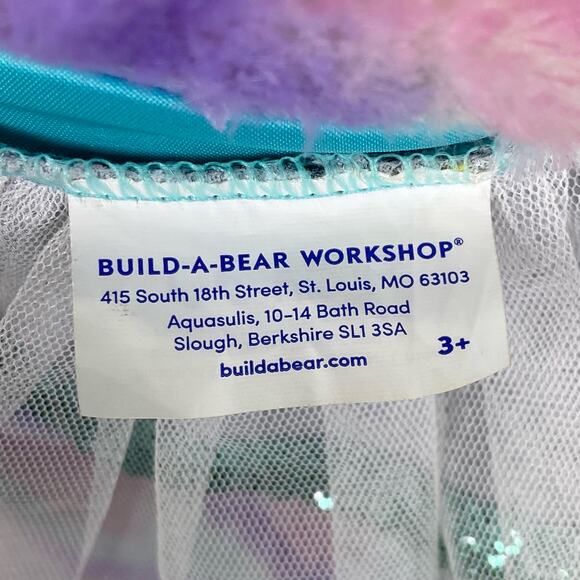 BUILD-A-BEAR WORKSHOP®
415 South 18th Street, St. Louis, MO 63103
Aquasulis, 10-14 Bath Road
Slough, Berkshire SL1 3SA
buildabear.com
3+